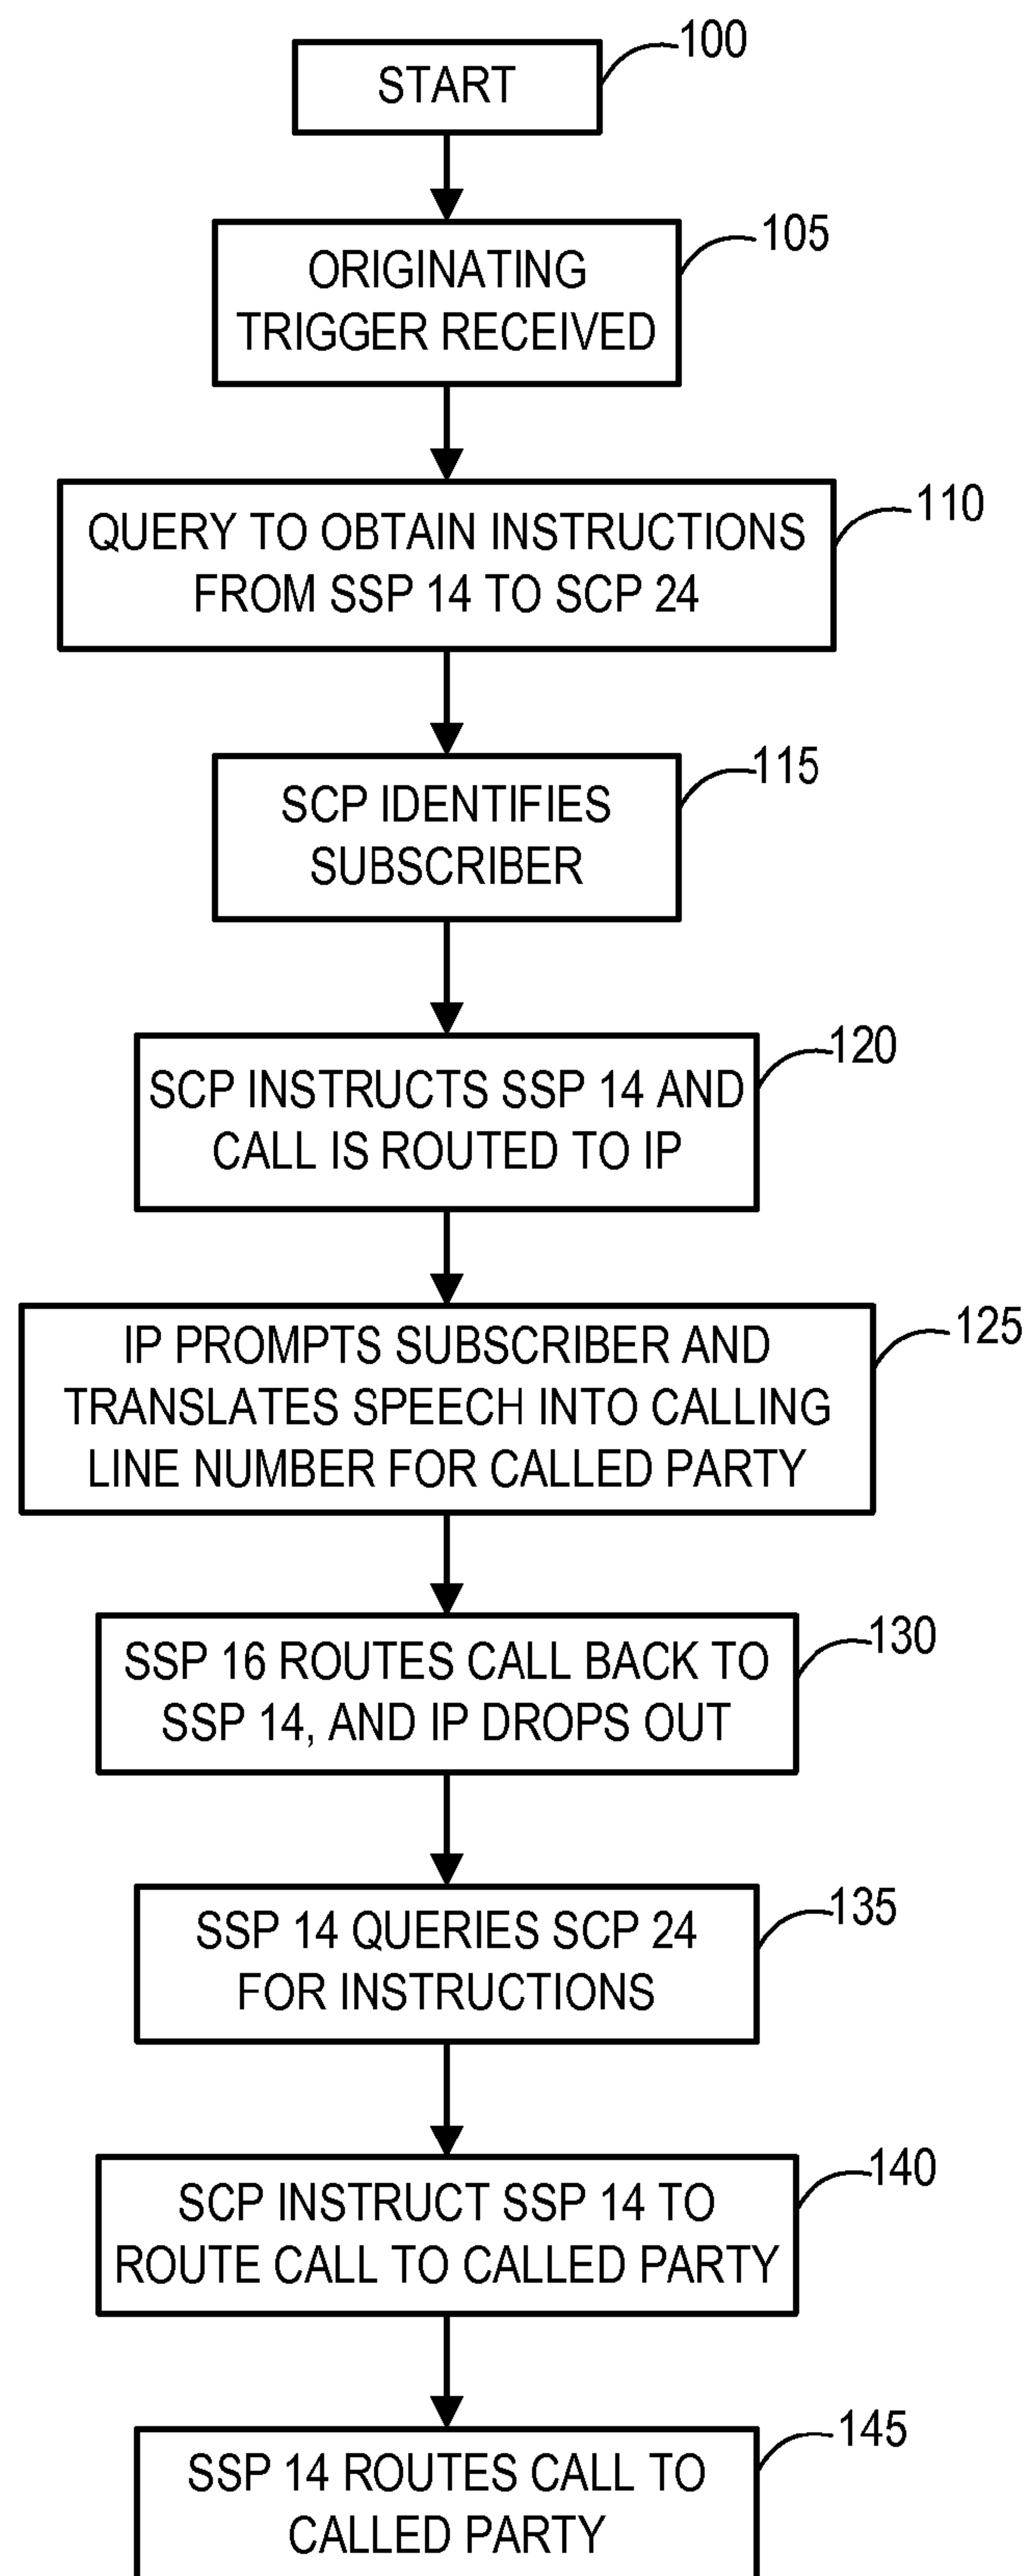 100
START
105
ORIGINATING
TRIGGER RECEIVED
110
QUERY TO OBTAIN INSTRUCTIONS
FROM SSP 14 TO SCP 24
115
SCP IDENTIFIES
SUBSCRIBER
120
SCP INSTRUCTS SSP 14 AND
CALL IS ROUTED TO IP
125
IP PROMPTS SUBSCRIBER AND
TRANSLATES SPEECH INTO CALLING
LINE NUMBER FOR CALLED PARTY
130
SSP 16 ROUTES CALL BACK TO
SSP 14, AND IP DROPS OUT
135
SSP 14 QUERIES SCP 24
FOR INSTRUCTIONS
140
SCP INSTRUCT SSP 14 TO
ROUTE CALL TO CALLED PARTY
145
SSP 14 ROUTES CALL TO
CALLED PARTY